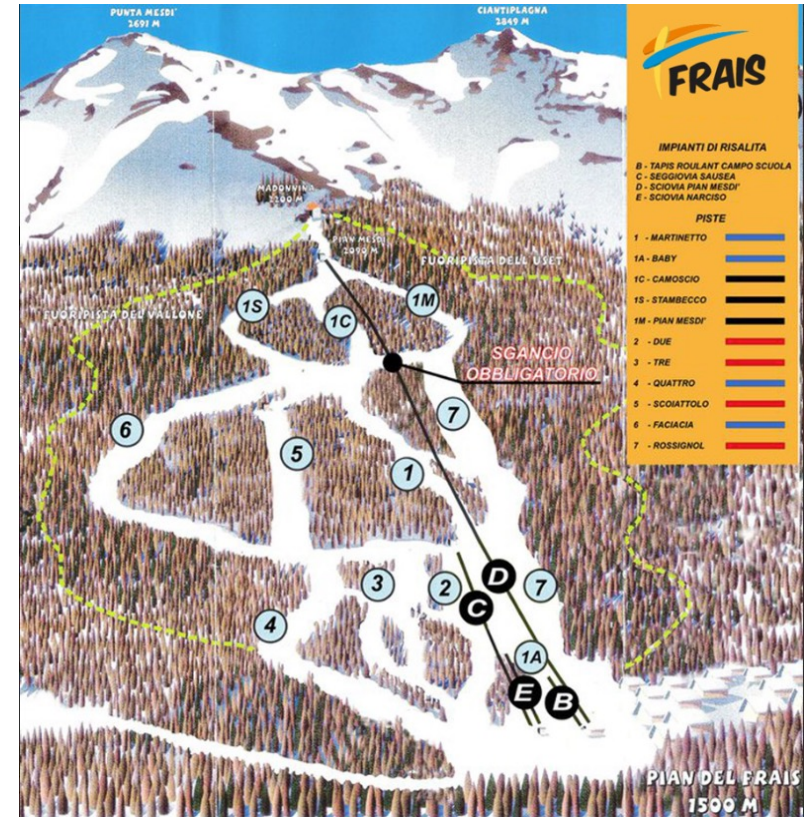 PUNTA MESDI'
2691 M
CIANTIPLAGNA
2849 M
FRAIS
IMPIANTI DI RISALITA
B - TAPIS ROULANT CAMPO SCUOLA
C - SEGGIOVIA SAUSEA
D - SCIOVIA PIAN MESDI'
E - SCIOVIA NARCISO
PISTE
1 - MARTINETTO
1A - BABY
1C - CAMOSCIO
1S - STAMBECCO
1M - PIAN MESDI'
2 - DUE
3 - TRE
4 - QUATTRO
5 - SCOIATTOLO
6 - FACIACIA
7 - ROSSIGNOL
MADONNINA
2200 M
PIAN MESDI
2090 M
FUORIPISTA DELL USET
FUORIPISTA DEL VALLONE
1S
1C
1M
SGANCIO
OBBLIGATORIO
7
6
5
1
D
3
2
7
C
4
1A
E
B
PIAN DEL FRAIS
1500 M